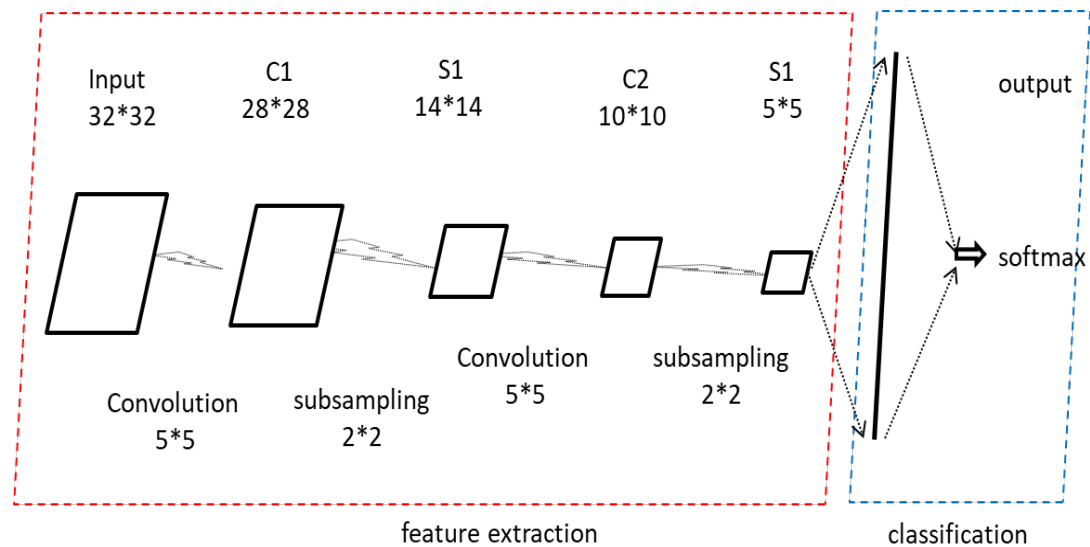 Input
32*32
C1
28*28
S1
14*14
C2
10*10
S1
5*5
output
softmax
Convolution
5*5
subsampling
2*2
Convolution
5*5
subsampling
2*2
feature extraction
classification